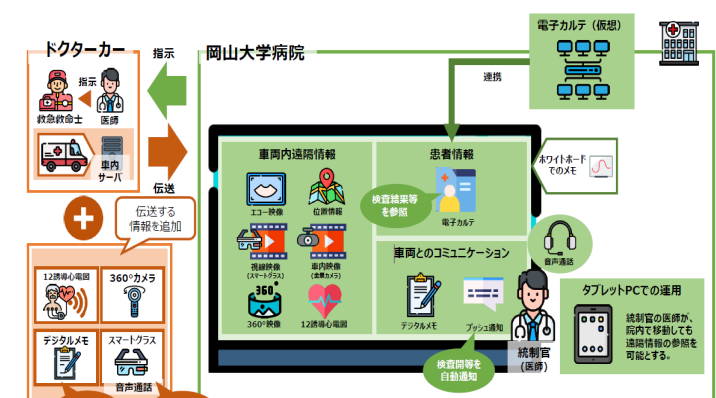 ドクターカー
指示
救急救命士
医師
車内
サーバ
指示
伝送
伝送する
情報を追加
12誘導心電図
360°カメラ
デジタルメモ
スマートグラス
音声通話
岡山大学病院
電子カルテ（仮想）
連携
車両内遠隔情報
エコー映像
位置情報
視線映像
(スマートグラス)
車内映像
360°
360°映像
12誘導心電図
患者情報
検査結果等
を参照
電子カルテ
ホワイトボード
でのメモ
車両とのコミュニケーション
デジタルメモ
プッシュ通知
検査開等を
自動通知
音声通話
統制官
(医師)
タブレットPCでの運用
統制官の医師が、
院内で移動しても
遠隔情報の参照を
可能とする。